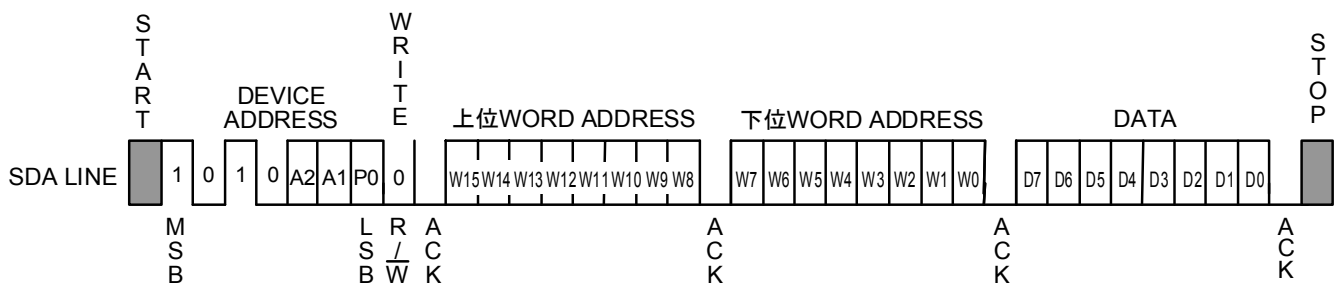 START
WRITE
STOP
DEVICE
ADDRESS
上位WORD ADDRESS
下位WORD ADDRESS
DATA
SDA LINE
1 0 1 0 A2 A1 P0 0
W15 W14 W13 W12 W11 W10 W9 W8
W7 W6 W5 W4 W3 W2 W1 W0
D7 D6 D5 D4 D3 D2 D1 D0
MSB
LSB
R/W
ACK
ACK
ACK
ACK